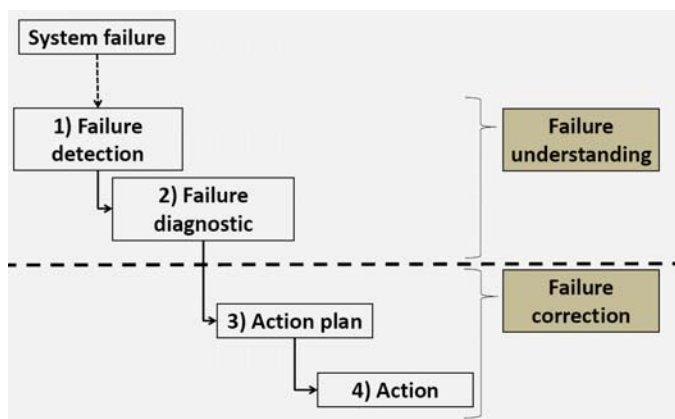 System failure
1) Failure
detection
Failure
understanding
2) Failure
diagnostic
Failure
correction
3) Action plan
4) Action